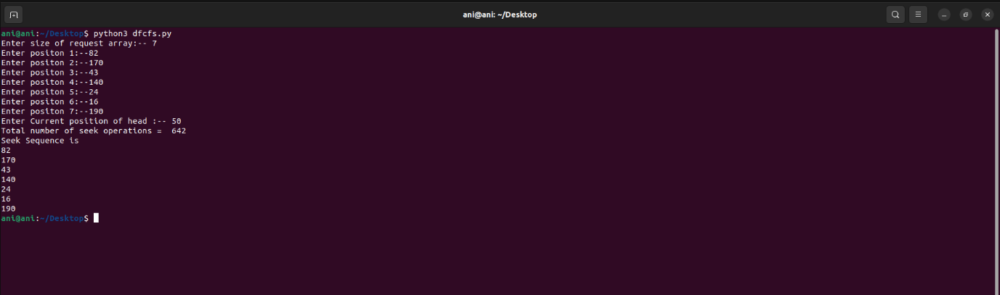 ani@ani: ~/Desktop
ani@ani:~/Desktop$ python3 dfcfs.py
Enter size of request array:-- 7
Enter positon 1:--82
Enter positon 2:--170
Enter positon 3:--43
Enter positon 4:--140
Enter positon 5:--24
Enter positon 6:--16
Enter positon 7:--190
Enter Current position of head :-- 50
Total number of seek operations =  642
Seek Sequence is
82
170
43
140
24
16
190
ani@ani:~/Desktop$